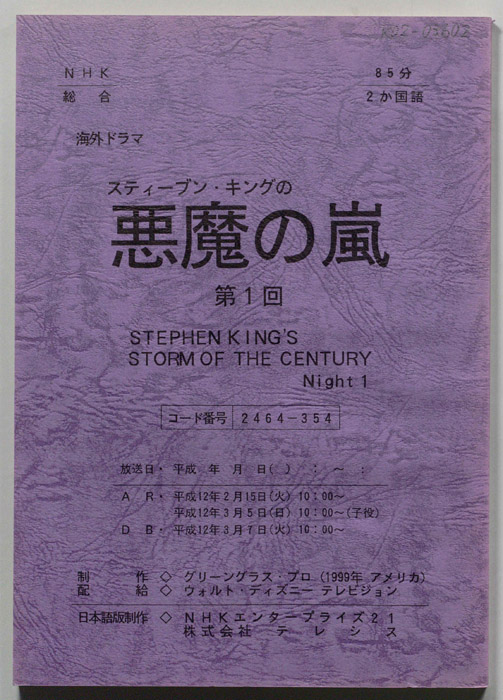 K02-03602
NHK 85分
総合 2か国語
海外ドラマ
スティーブン・キングの
悪魔の嵐
第1回
STEPHEN KING'S
STORM OF THE CENTURY
Night 1
コード番号 2464-354
放送日・平成 年 月 日( ) : ~ :
AR・平成12年2月15日(火) 10:00~
平成12年3月5日(日) 10:00~(子役)
DB・平成12年3月7日(火) 10:00~
制作◇グリーングラス・プロ(1999年 アメリカ)
配給◇ウォルト・ディズニー テレビジョン
日本語版制作◇NHKエンタープライズ21
株式会社テレシス